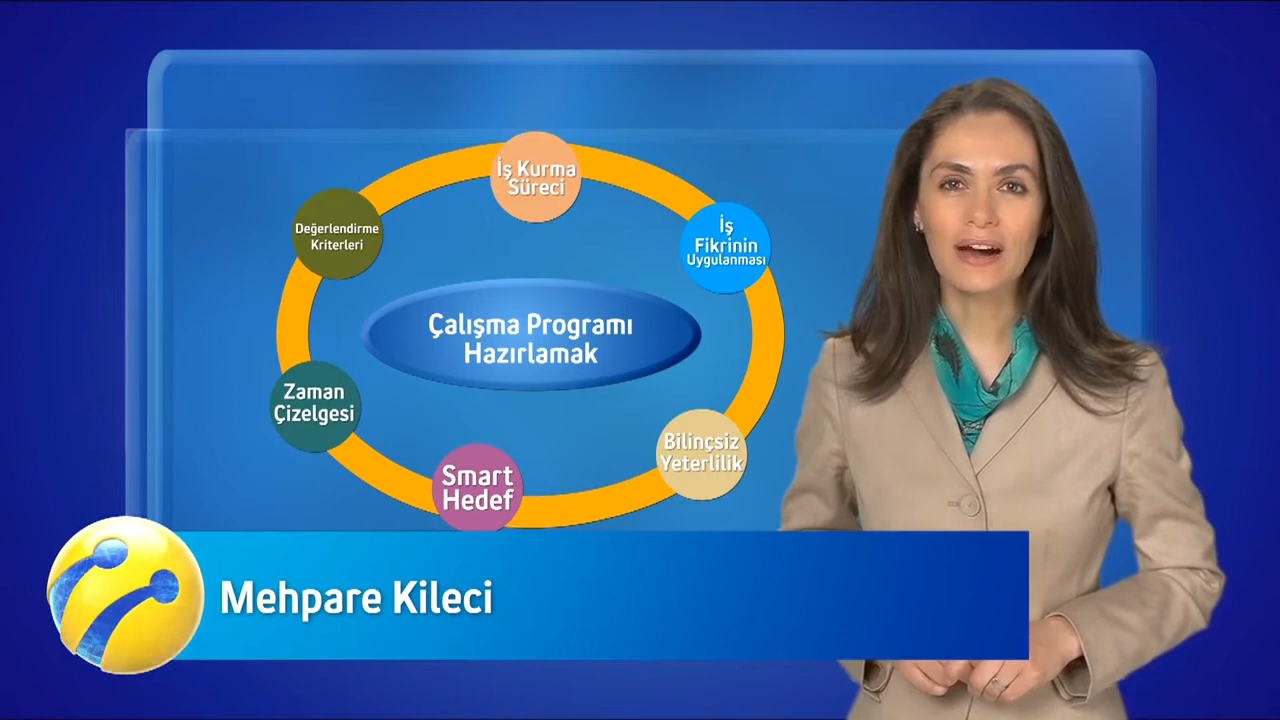 İş Kurma
Süreci
İş
Fikrinin
Uygulanması
Değerlendirme
Kriterleri
Çalışma Programı
Hazırlamak
Zaman
Çizelgesi
Bilinçsiz
Yeterlilik
Smart
Hedef
Mehpare Kileci